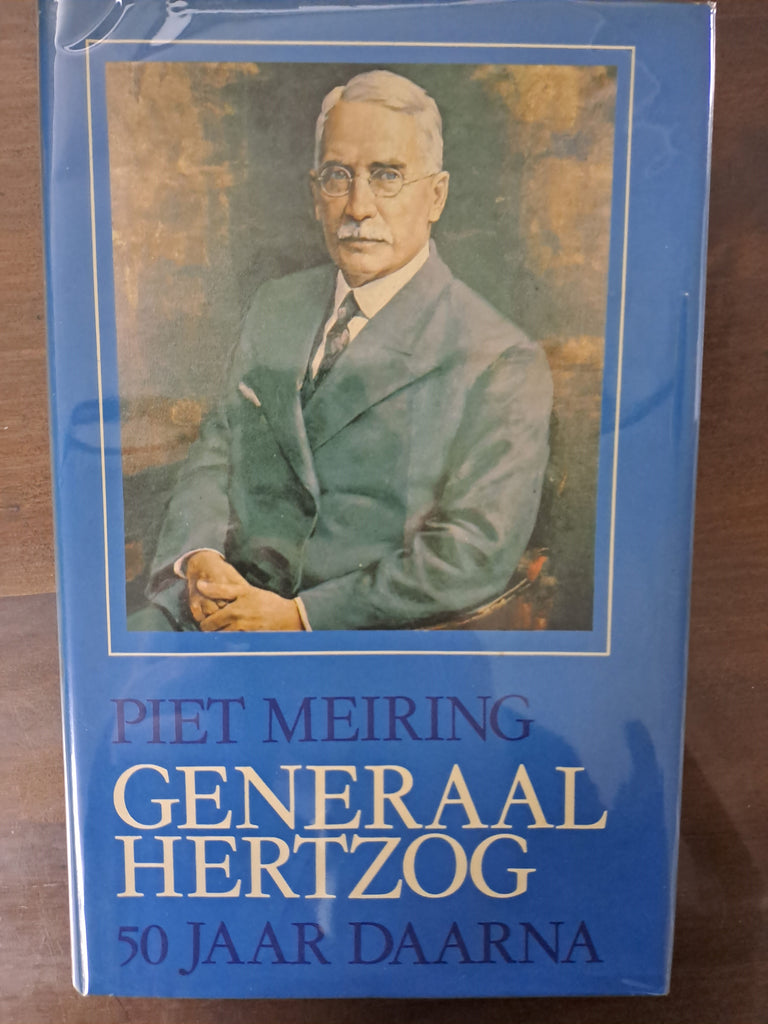 PIET MEIRING
GENERAAL
HERTZOG
50 JAAR DAARNA